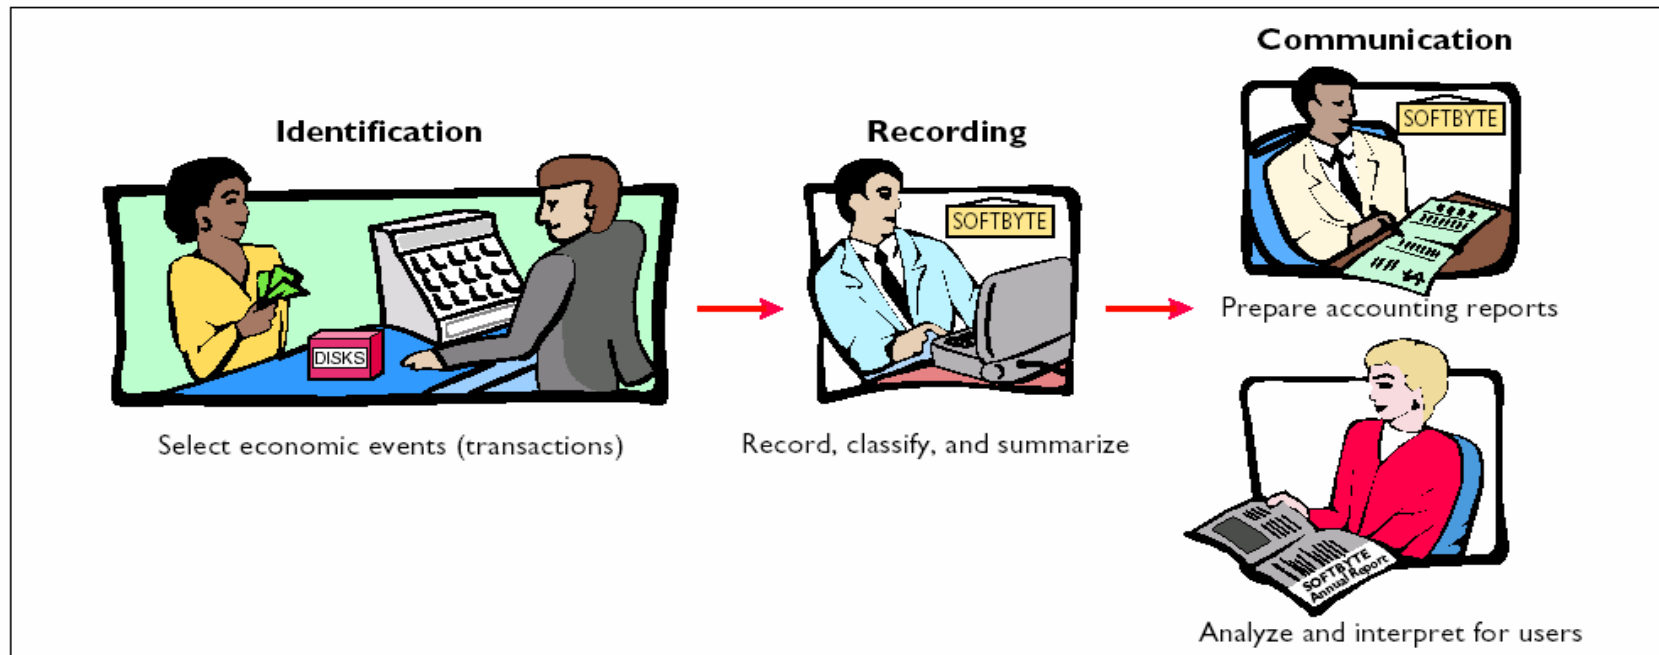 Identification
DISKS
Select economic events (transactions)
Recording
SOFTBYTE
Record, classify, and summarize
Communication
SOFTBYTE
Prepare accounting reports
SOFTBYTE
Annual Report
Analyze and interpret for users